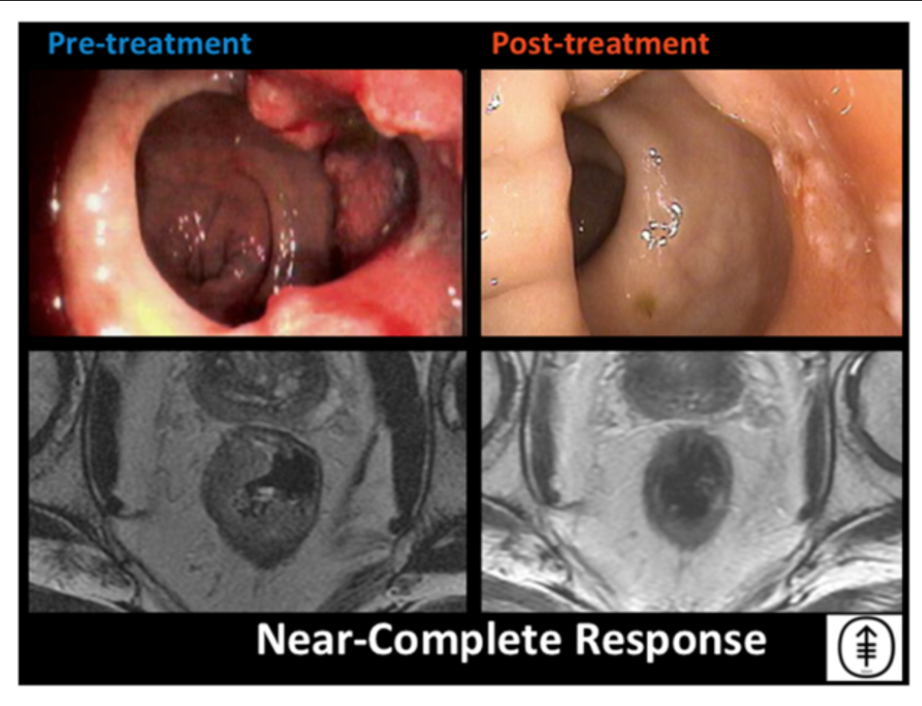 Pre-treatment
Post-treatment
Near-Complete Response